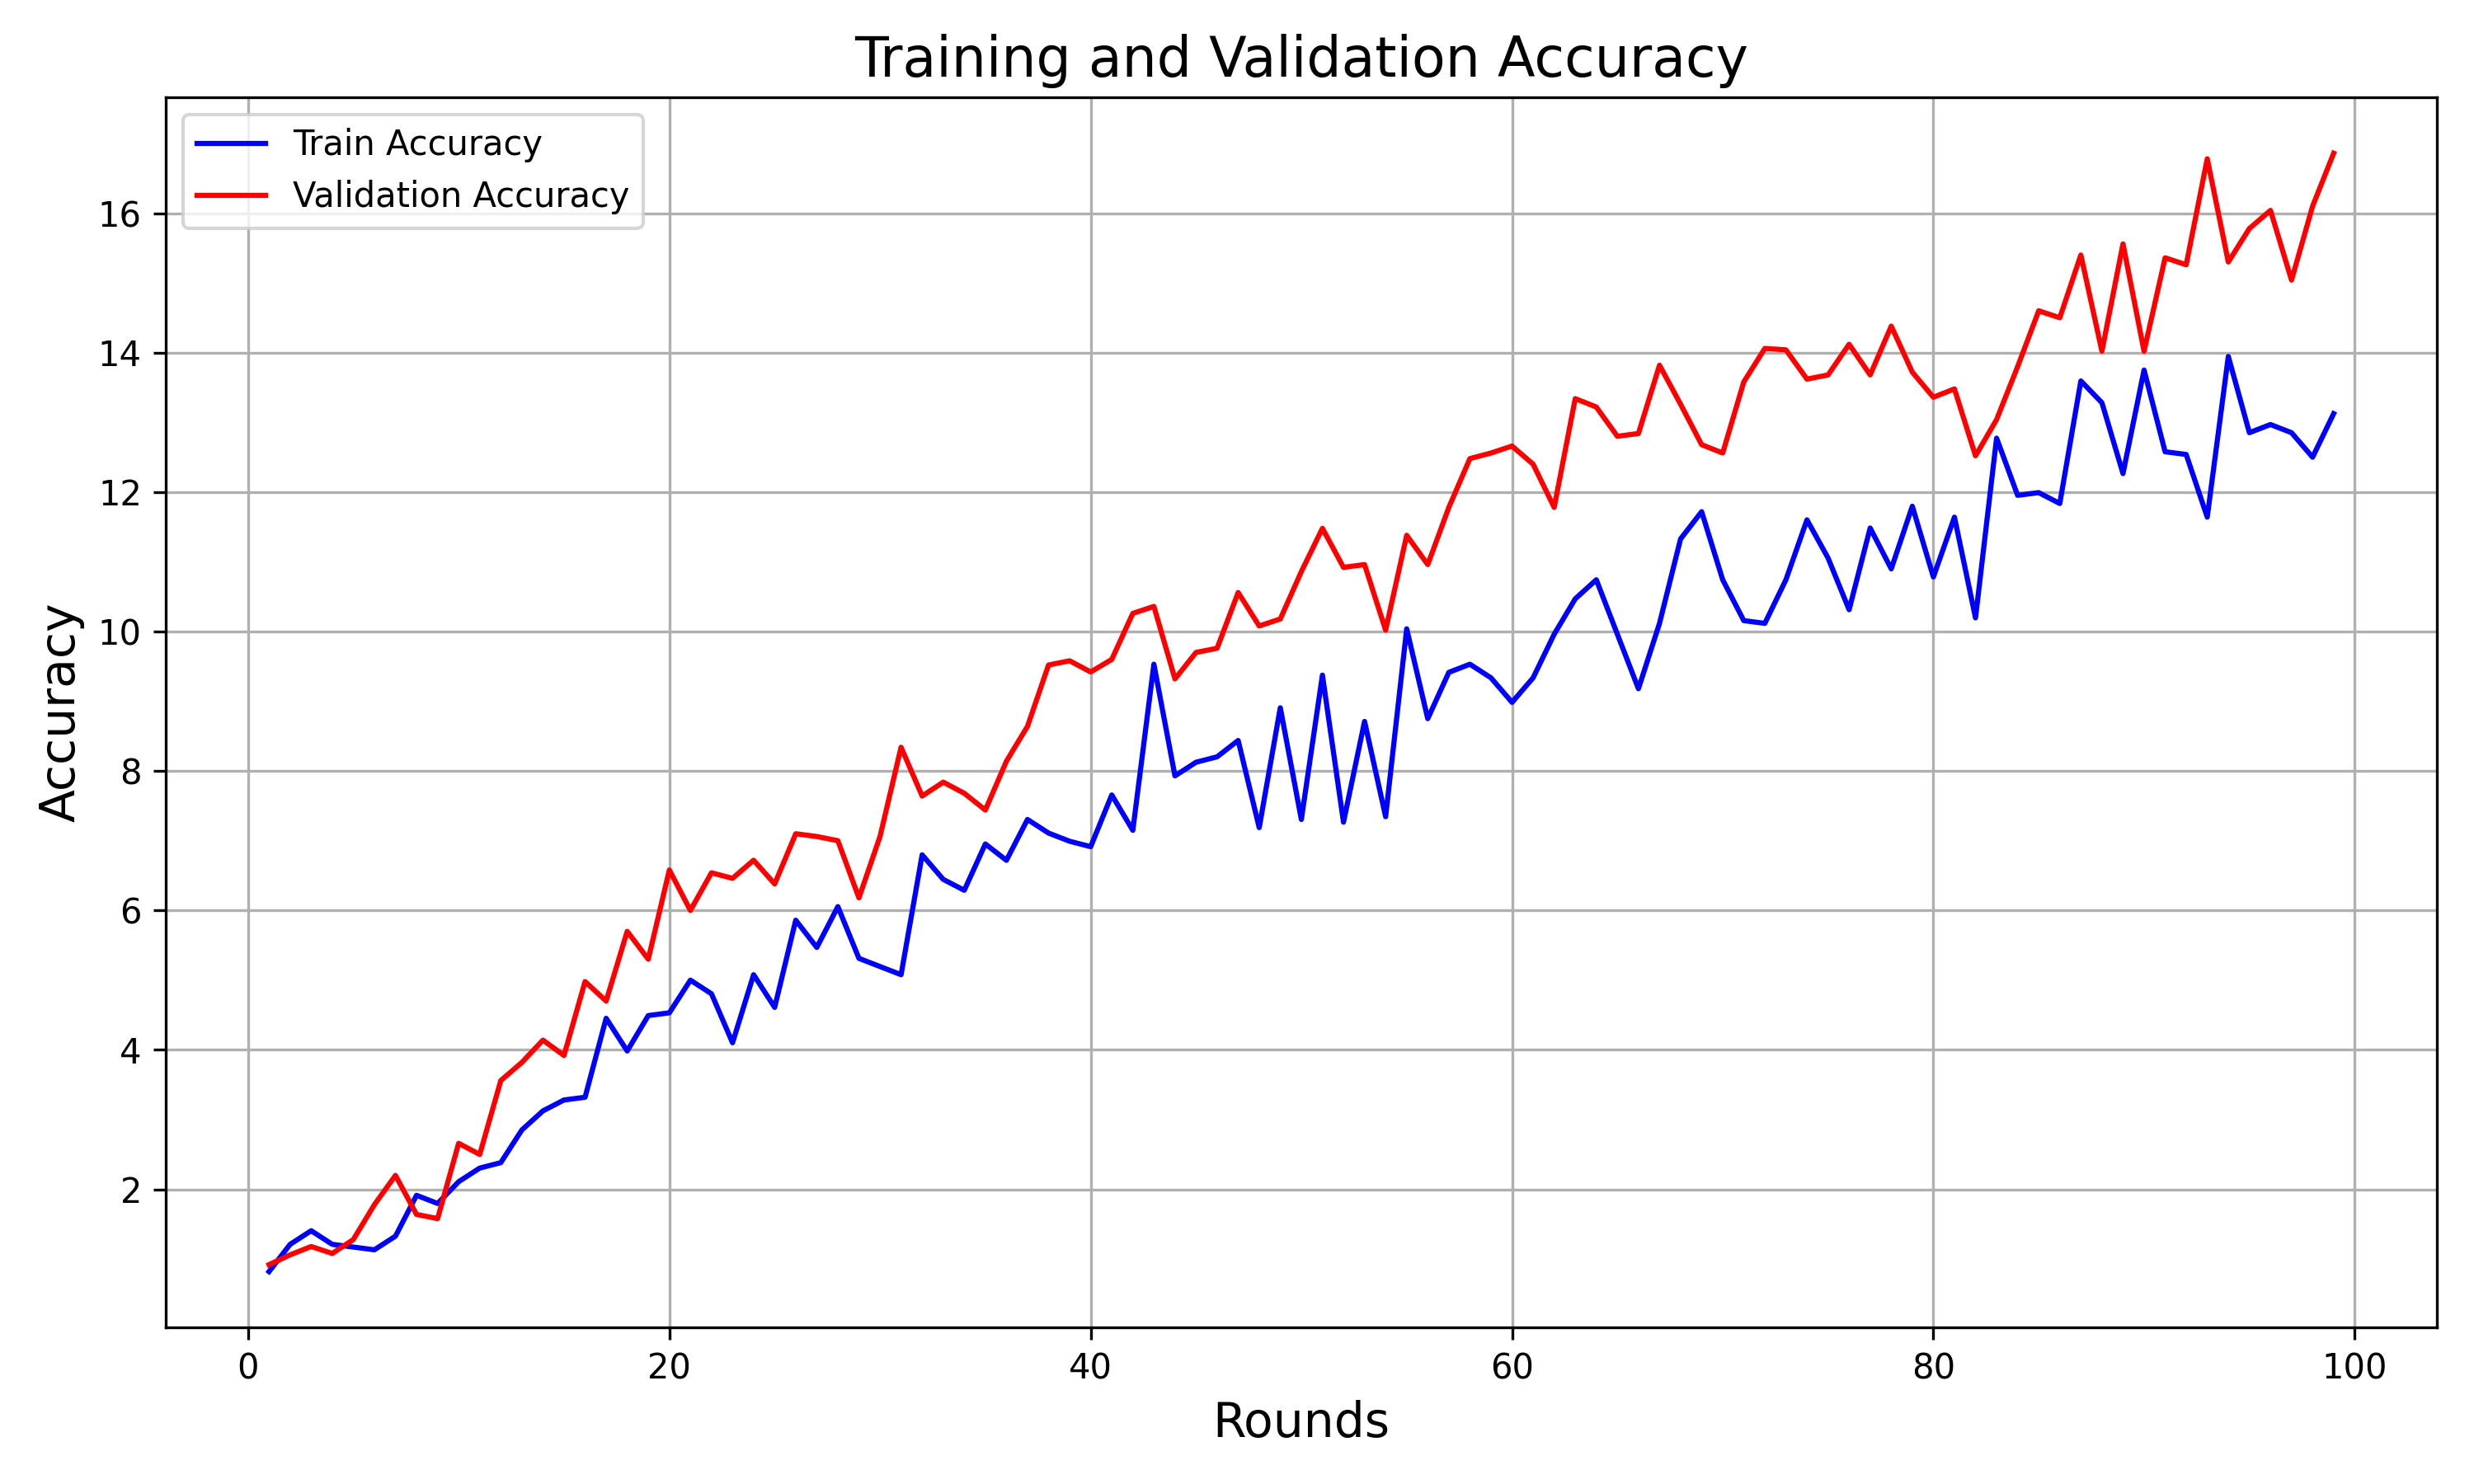 Training and Validation Accuracy
Train Accuracy
Validation Accuracy
16
14
12
10
8
6
4
2
Accuracy
0 20 40 60 80 100
Rounds